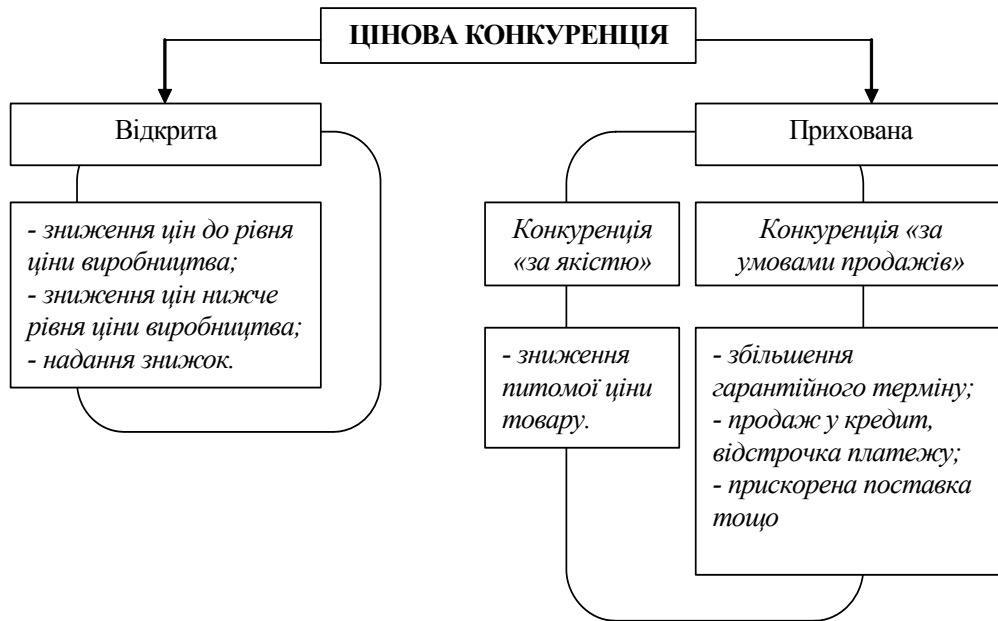 ЦІНОВА КОНКУРЕНЦІЯ
Відкрита
- зниження цін до рівня
ціни виробництва;
- зниження цін нижче
рівня ціни виробництва;
- надання знижок.
Прихована
Конкуренція
«за якістю»
- зниження
питомої ціни
товару.
Конкуренція «за
умовами продажів»
- збільшення
гарантійного терміну;
- продаж у кредит,
відстрочка платежу;
- прискорена поставка
тощо